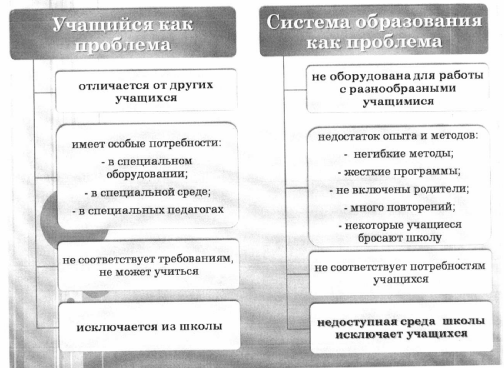 Учащийся как
проблема
отличается от других
учащихся
имеет особые потребности:
- в специальном
оборудовании;
- в специальной среде;
- в специальных педагогах
не соответствует требованиям,
не может учиться
исключается из школы
Система образования
как проблема
не оборудована для работы
с разнообразными
учащимися
недостаток опыта и методов:
- негибкие методы;
- жесткие программы;
- не включены родители;
- много повторений;
- некоторые учащиеся
бросают школу
не соответствует потребностям
учащихся
недоступная среда школы
исключает учащихся